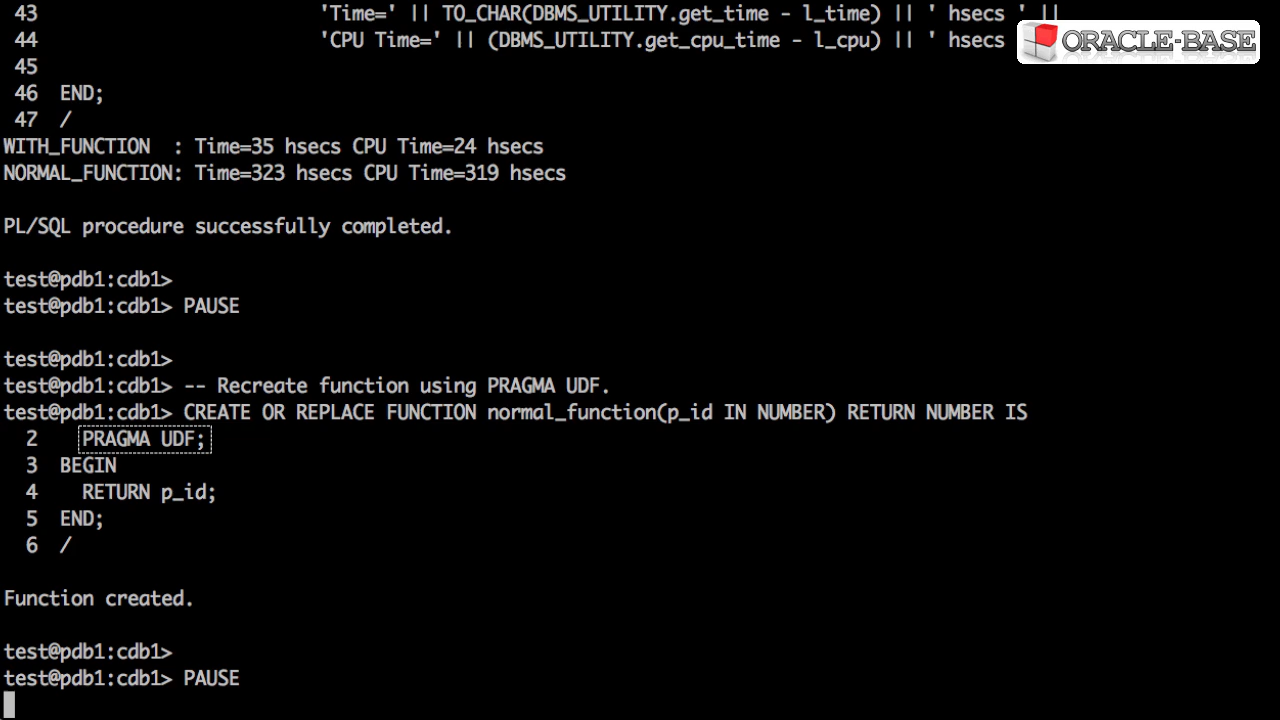 43                         'Time=' || TO_CHAR(DBMS_UTILITY.get_time - l_time) || ' hsecs ' ||
44                         'CPU Time=' || (DBMS_UTILITY.get_cpu_time - l_cpu) || ' hsecs
ORACLE-BASE
45
46  END;
47  /
WITH_FUNCTION  : Time=35 hsecs CPU Time=24 hsecs
NORMAL_FUNCTION: Time=323 hsecs CPU Time=319 hsecs
PL/SQL procedure successfully completed.
test@pdb1:cdb1>
test@pdb1:cdb1> PAUSE
test@pdb1:cdb1>
test@pdb1:cdb1> -- Recreate function using PRAGMA UDF.
test@pdb1:cdb1> CREATE OR REPLACE FUNCTION normal_function(p_id IN NUMBER) RETURN NUMBER IS
2    PRAGMA UDF;
3  BEGIN
4    RETURN p_id;
5  END;
6  /
Function created.
test@pdb1:cdb1>
test@pdb1:cdb1> PAUSE